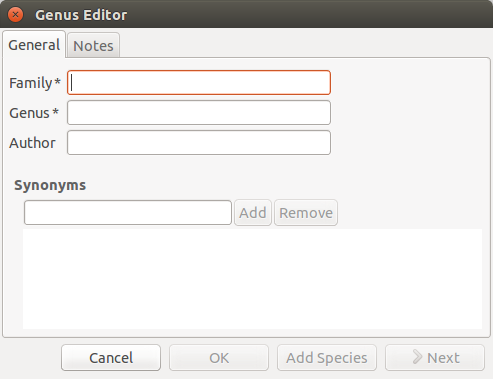 Genus Editor
General Notes
Family*
Genus*
Author
Synonyms
Add Remove
Cancel OK Add Species Next